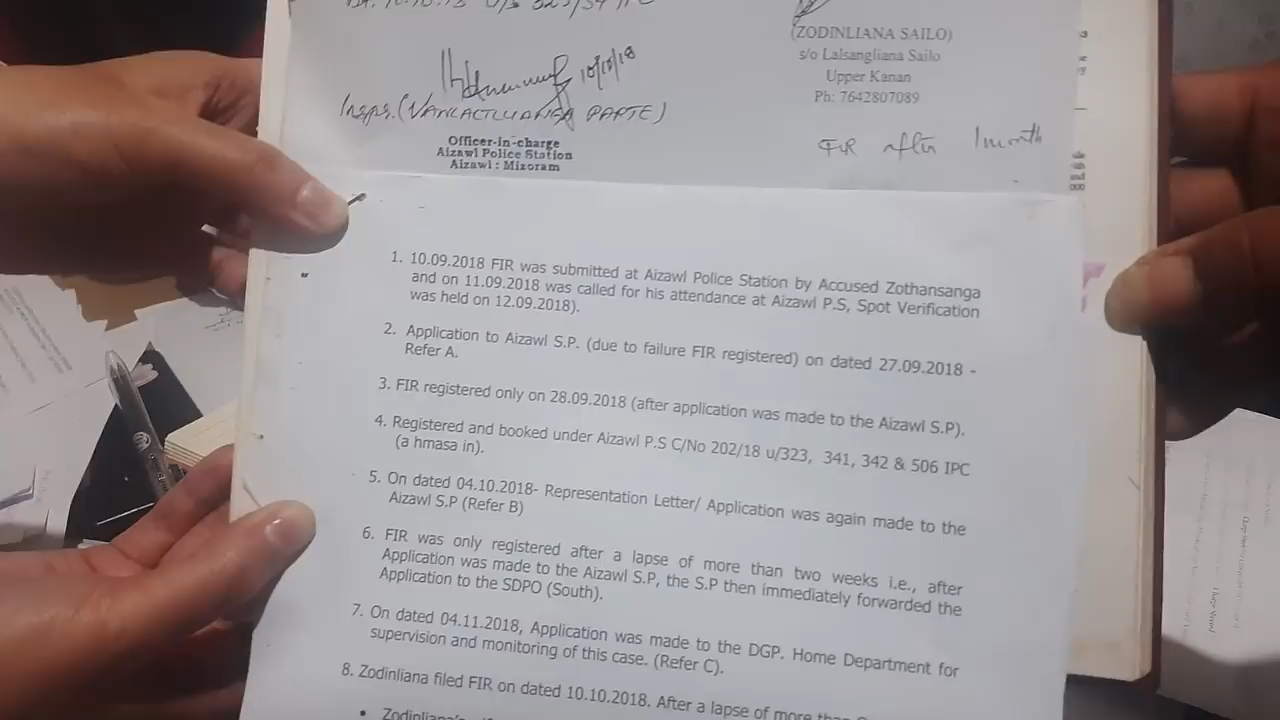 (ZODINLIANA SAILO)
s/o Lalsangliana Sailo
Upper Kanan
Ph: 7642807089
10/10/18
Officer-in-charge
Aizawl Police Station
Aizawl : Mizoram
FIR after 1 month
1. 10.09.2018 FIR was submitted at Aizawl Police Station by Accused Zothansanga
and on 11.09.2018 was called for his attendance at Aizawl P.S, Spot Verification
was held on 12.09.2018).
2. Application to Aizawl S.P. (due to failure FIR registered) on dated 27.09.2018 -
Refer A.
3. FIR registered only on 28.09.2018 (after application was made to the Aizawl S.P).
4. Registered and booked under Aizawl P.S C/No 202/18 u/323, 341, 342 & 506 IPC
(a hmasa in).
5. On dated 04.10.2018- Representation Letter/ Application was again made to the
Aizawl S.P (Refer B)
6. FIR was only registered after a lapse of more than two weeks i.e., after
Application was made to the Aizawl S.P, the S.P then immediately forwarded the
Application to the SDPO (South).
7. On dated 04.11.2018, Application was made to the DGP. Home Department for
supervision and monitoring of this case. (Refer C).
8. Zodinliana filed FIR on dated 10.10.2018. After a lapse of more than
• Zodinliana's